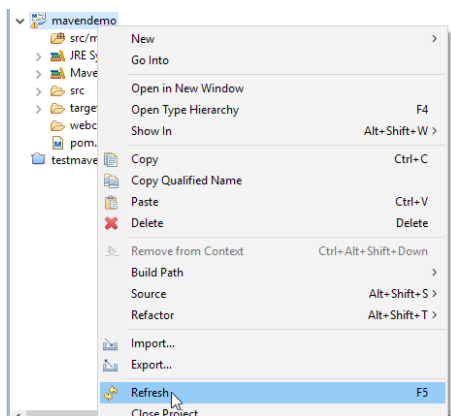 mavendemo
src/m
JRE Sy
Mave
src
targe
webc
pom.
testmave
New
Go Into
Open in New Window
Open Type Hierarchy F4
Show In Alt+Shift+W >
Copy Ctrl+C
Copy Qualified Name
Paste Ctrl+V
Delete Delete
Remove from Context Ctrl+Alt+Shift+Down
Build Path
Source Alt+Shift+S >
Refactor Alt+Shift+T >
Import...
Export...
Refresh F5
Close Project